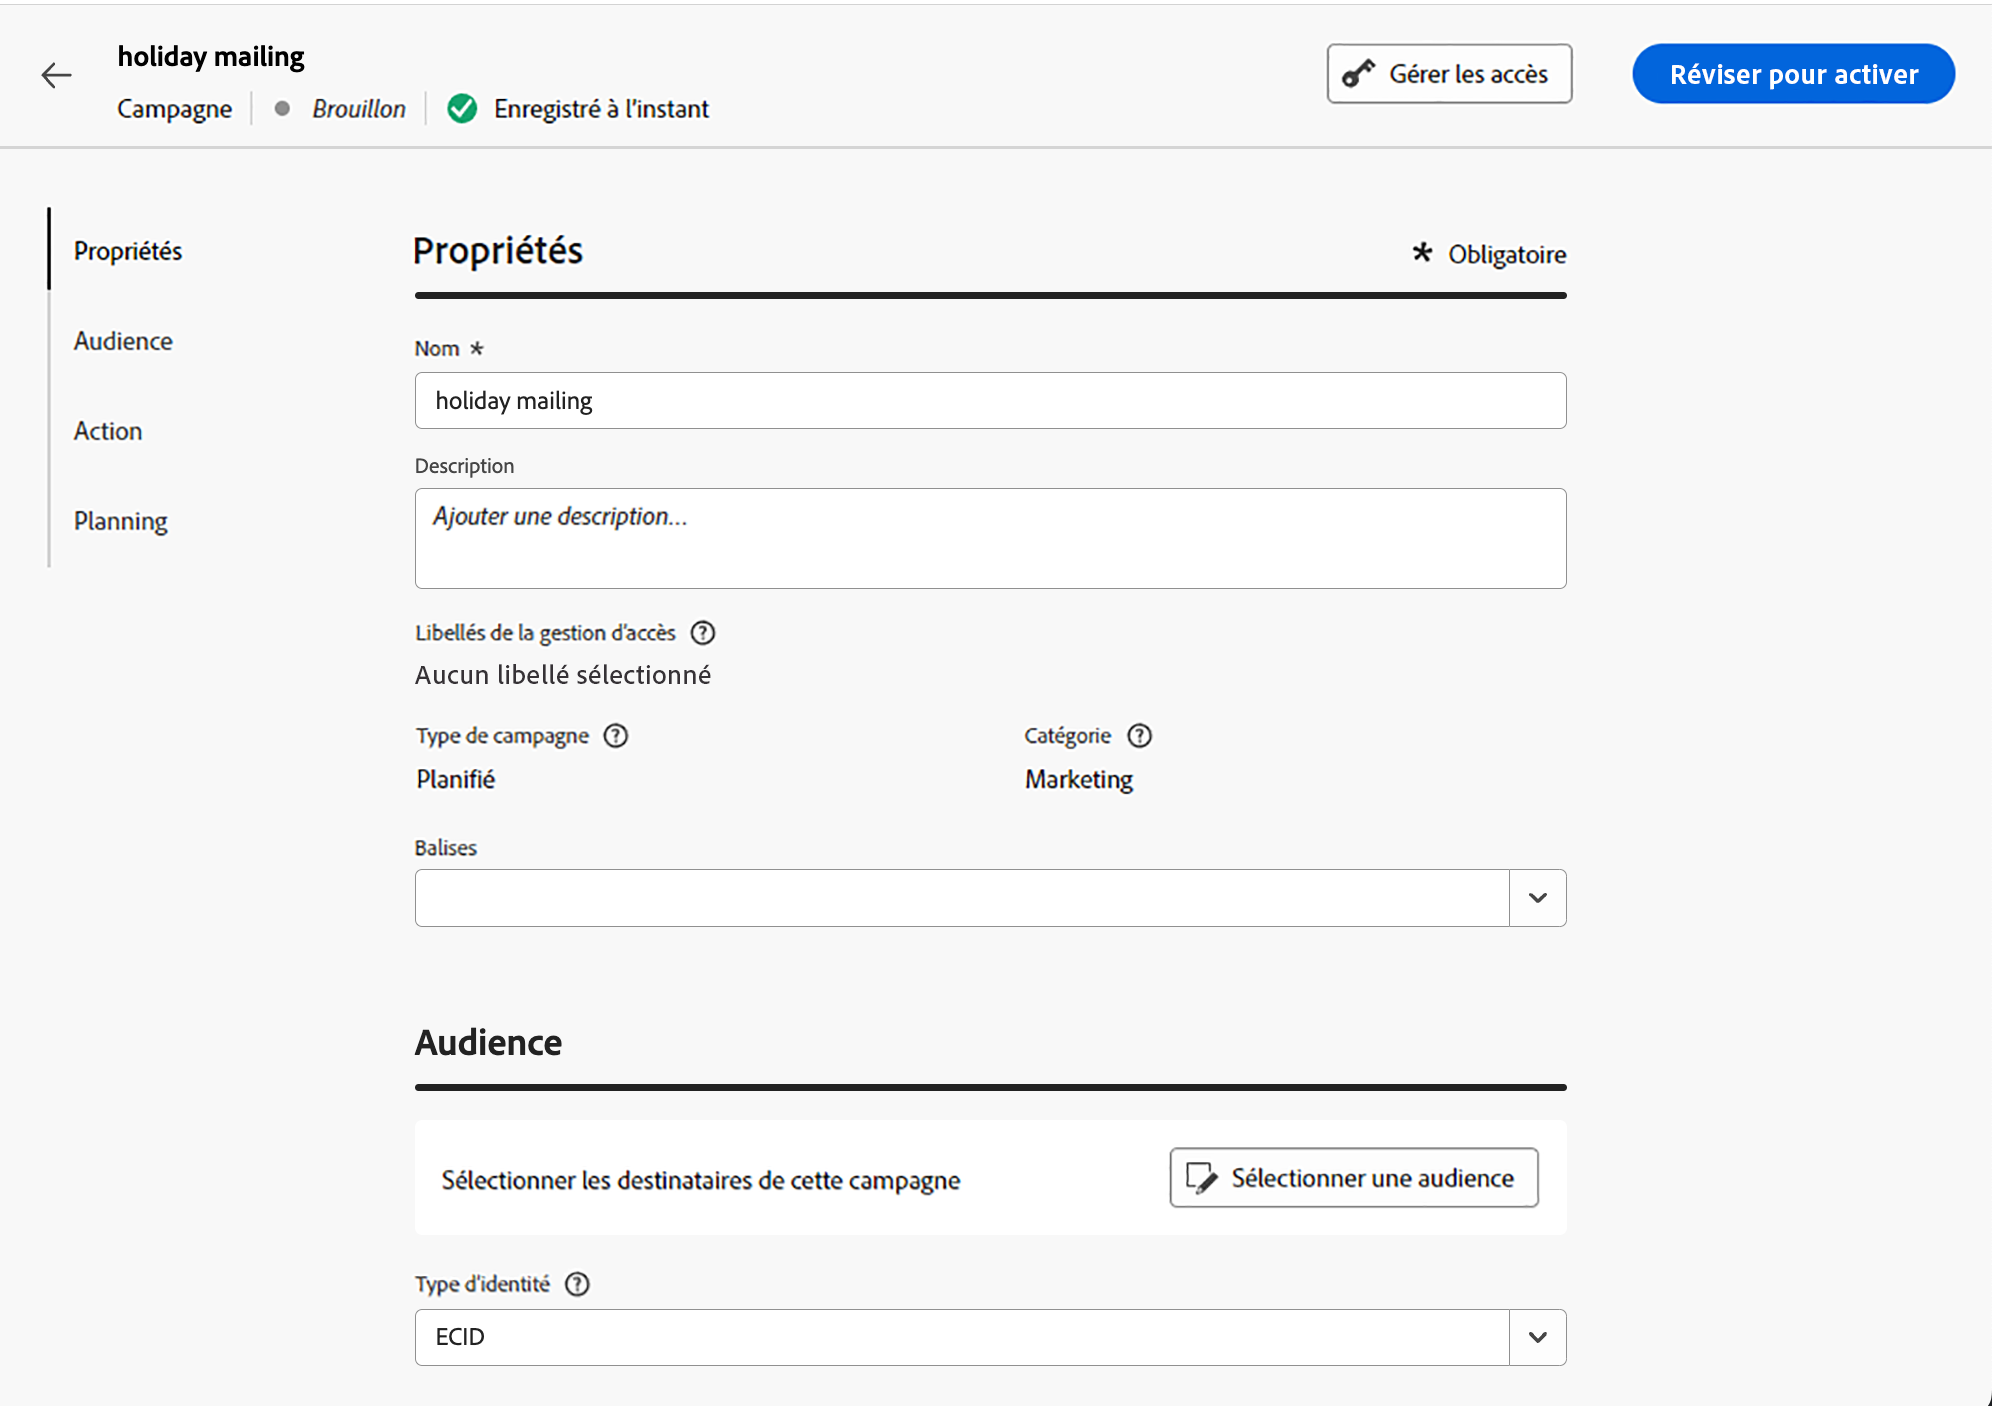 holiday mailing
Campagne Brouillon Enregistré à l'instant
Gérer les accès
Réviser pour activer
Propriétés
Audience
Action
Planning
Propriétés
* Obligatoire
Nom *
holiday mailing
Description
Ajouter une description...
Libellés de la gestion d'accès
Aucun libellé sélectionné
Type de campagne
Planifié
Catégorie
Marketing
Balises
Audience
Sélectionner les destinataires de cette campagne
Sélectionner une audience
Type d'identité
ECID